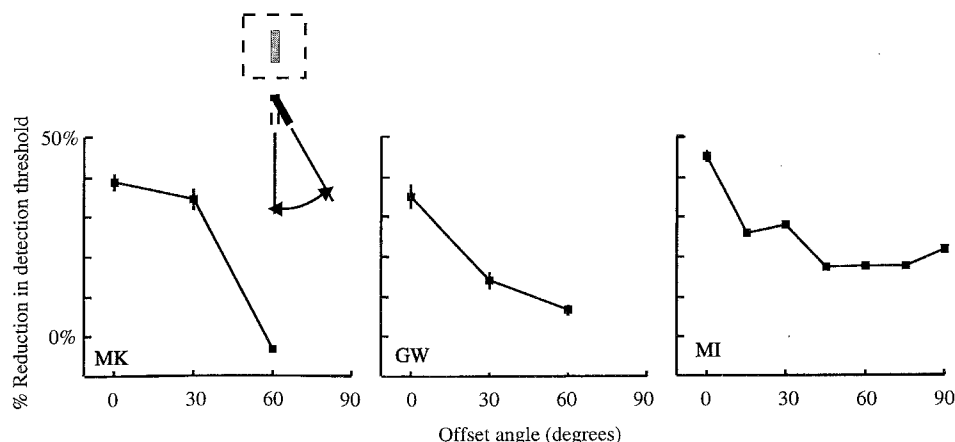 % Reduction in detection threshold
50%
0%
MK
GW
MI
0 30 60 90
0 30 60 90
0 30 60 90
Offset angle (degrees)